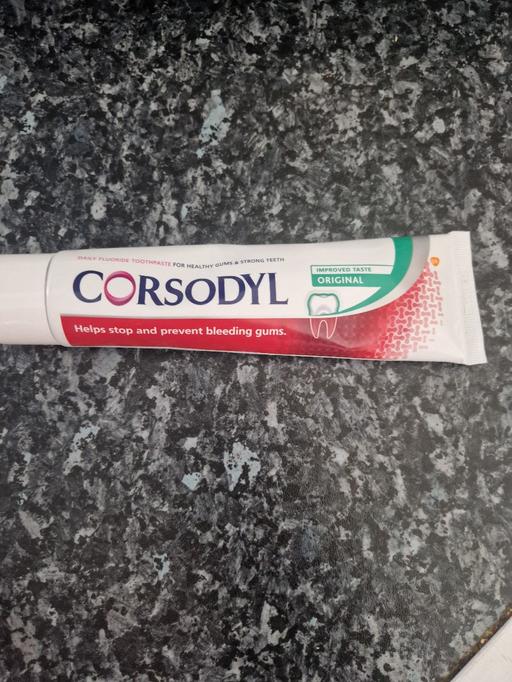 DAILY FLUORIDE TOOTHPASTE FOR HEALTHY GUMS & STRONG TEETH
CORSODYL
IMPROVED TASTE
ORIGINAL
Helps stop and prevent bleeding gums.